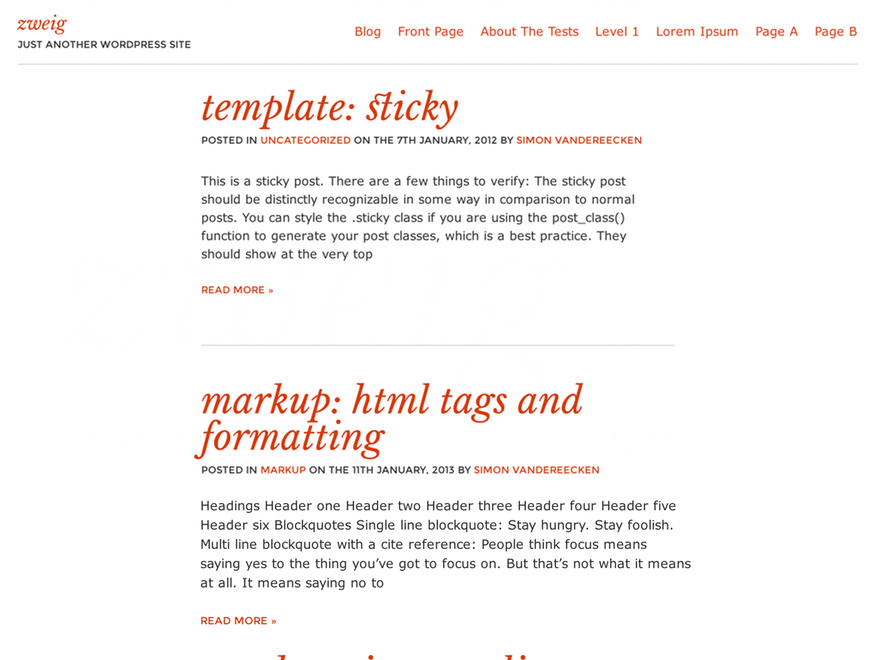 zweig
JUST ANOTHER WORDPRESS SITE
Blog Front Page About The Tests Level 1 Lorem Ipsum Page A Page B
template: sticky
POSTED IN UNCATEGORIZED ON THE 7TH JANUARY, 2012 BY SIMON VANDEREECKEN
This is a sticky post. There are a few things to verify: The sticky post
should be distinctly recognizable in some way in comparison to normal
posts. You can style the .sticky class if you are using the post_class()
function to generate your post classes, which is a best practice. They
should show at the very top
READ MORE »
markup: html tags and
formatting
POSTED IN MARKUP ON THE 11TH JANUARY, 2013 BY SIMON VANDEREECKEN
Headings Header one Header two Header three Header four Header five
Header six Blockquotes Single line blockquote: Stay hungry. Stay foolish.
Multi line blockquote with a cite reference: People think focus means
saying yes to the thing you’ve got to focus on. But that’s not what it means
at all. It means saying no to
READ MORE »